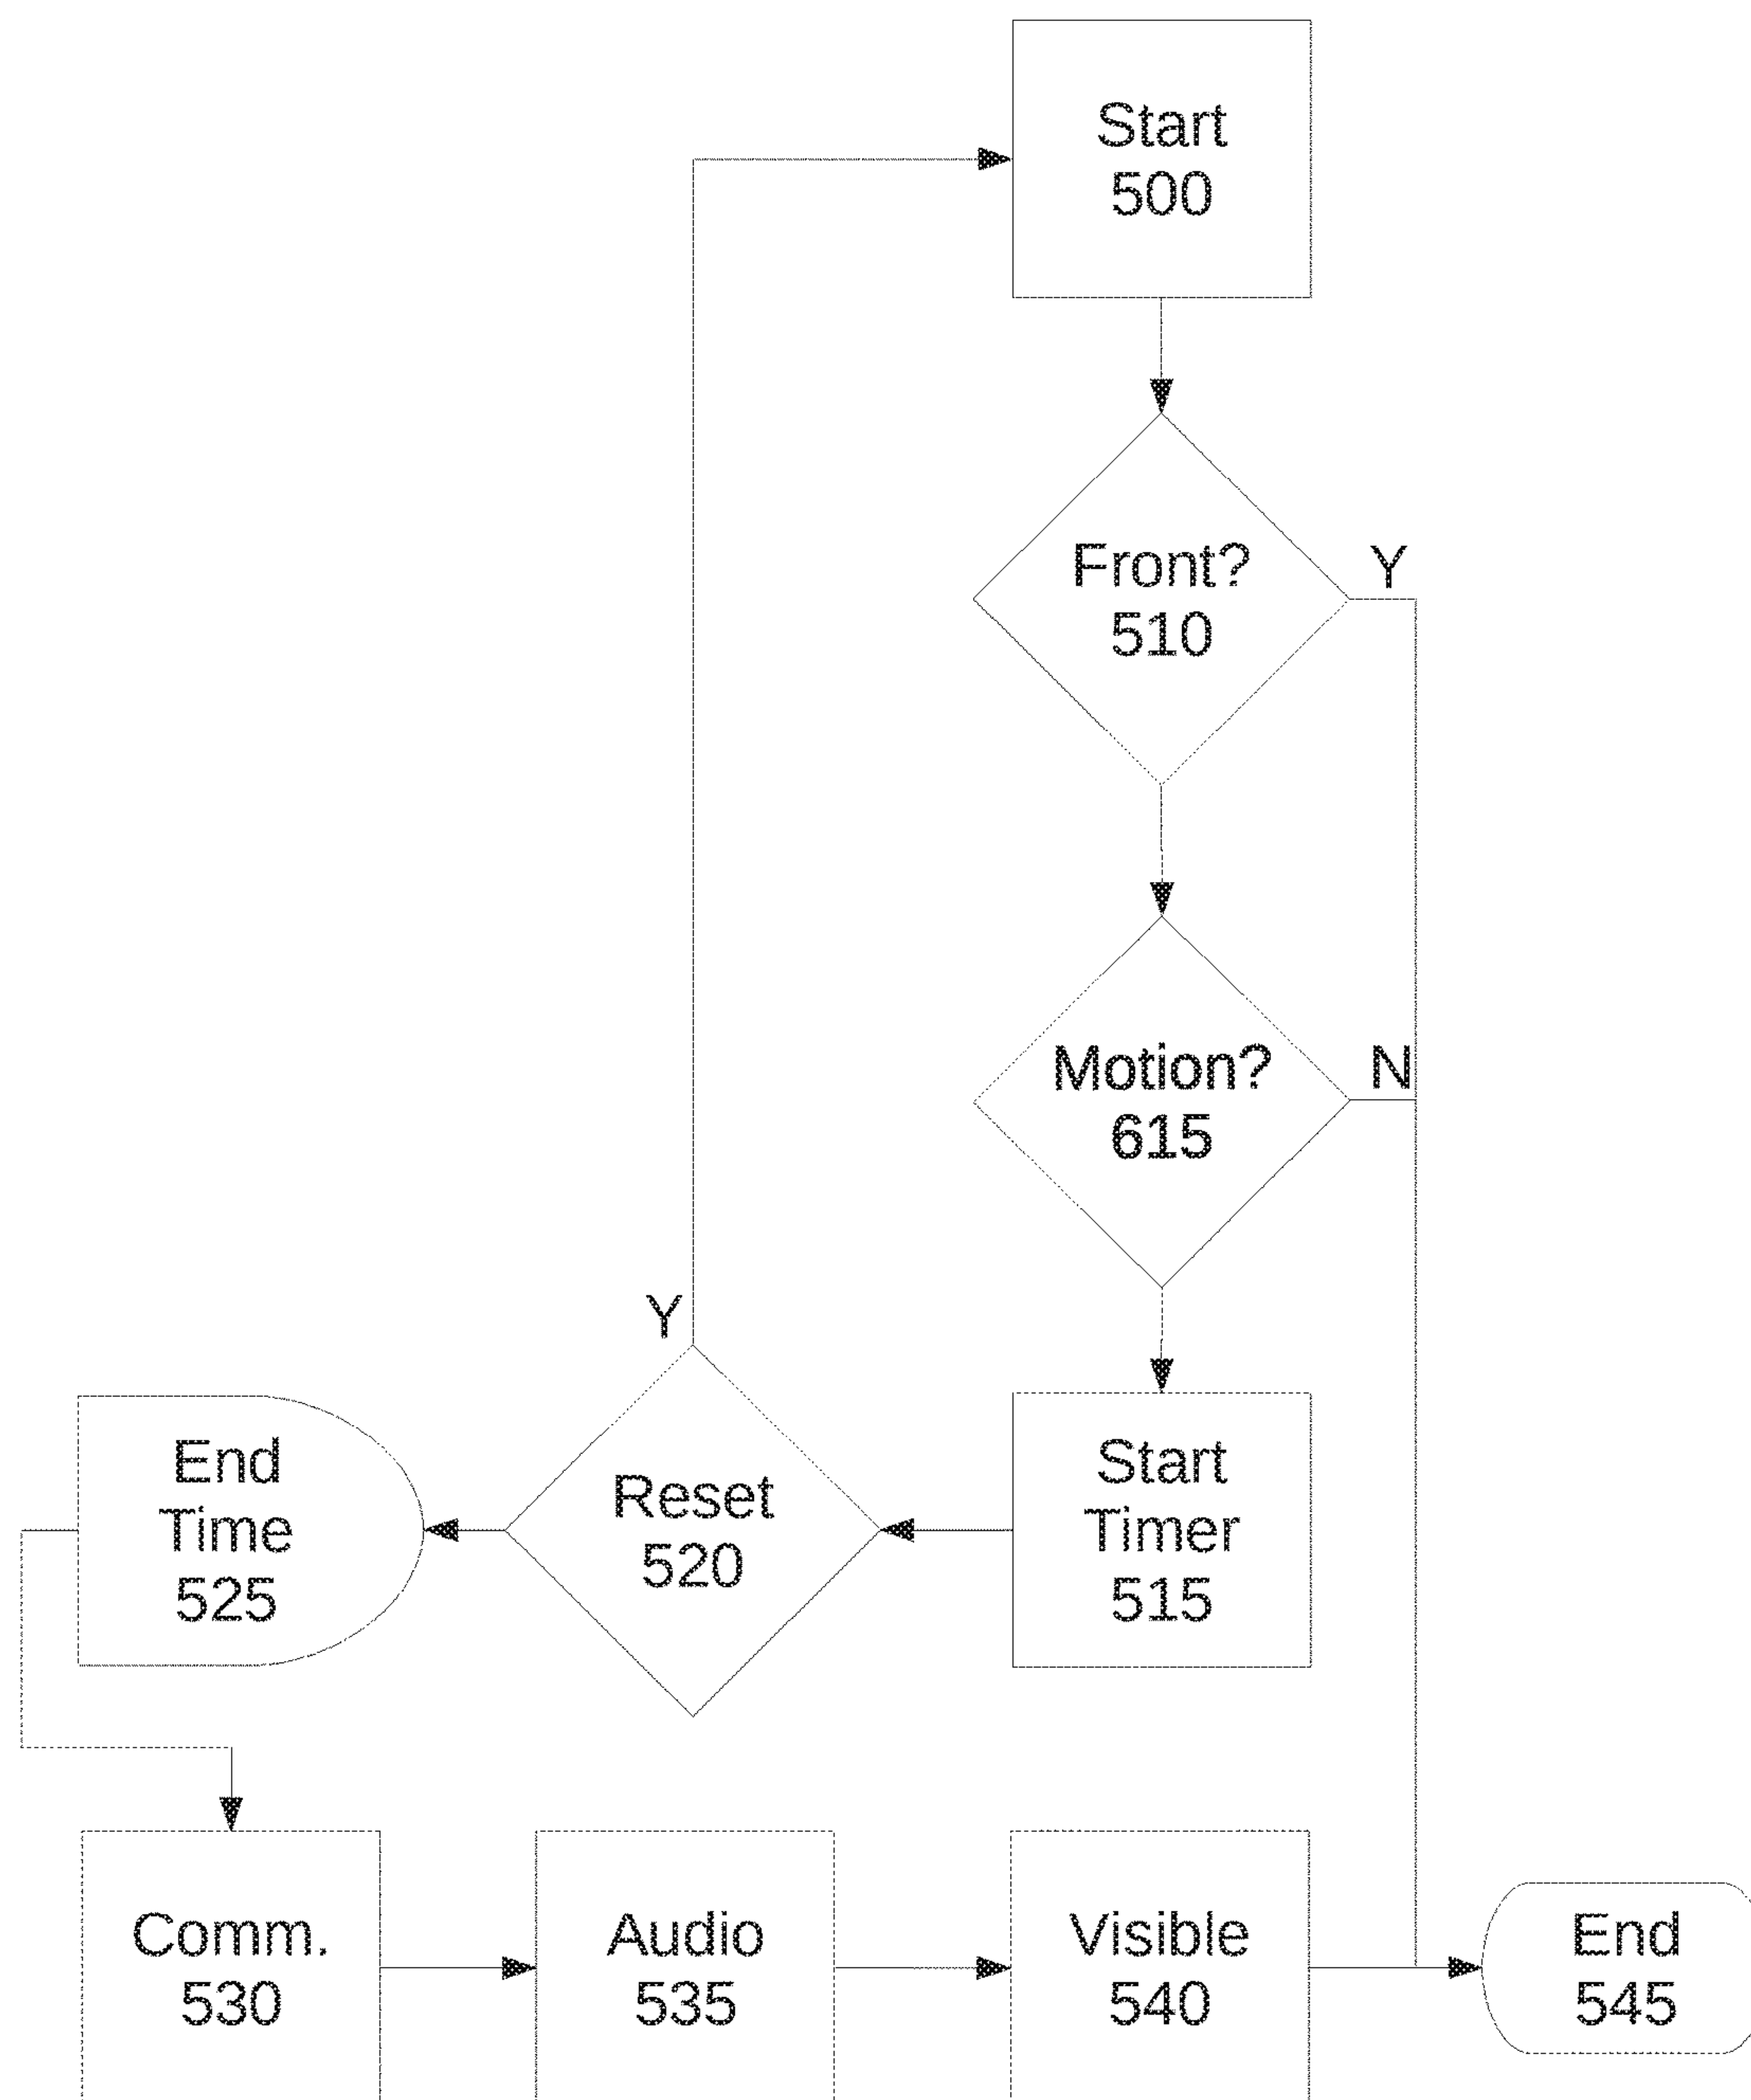 Start
500
Front?
510
Y
Motion?
615
N
Y
End
Time
525
Reset
520
Start
Timer
515
Comm.
530
Audio
535
Visible
540
End
545